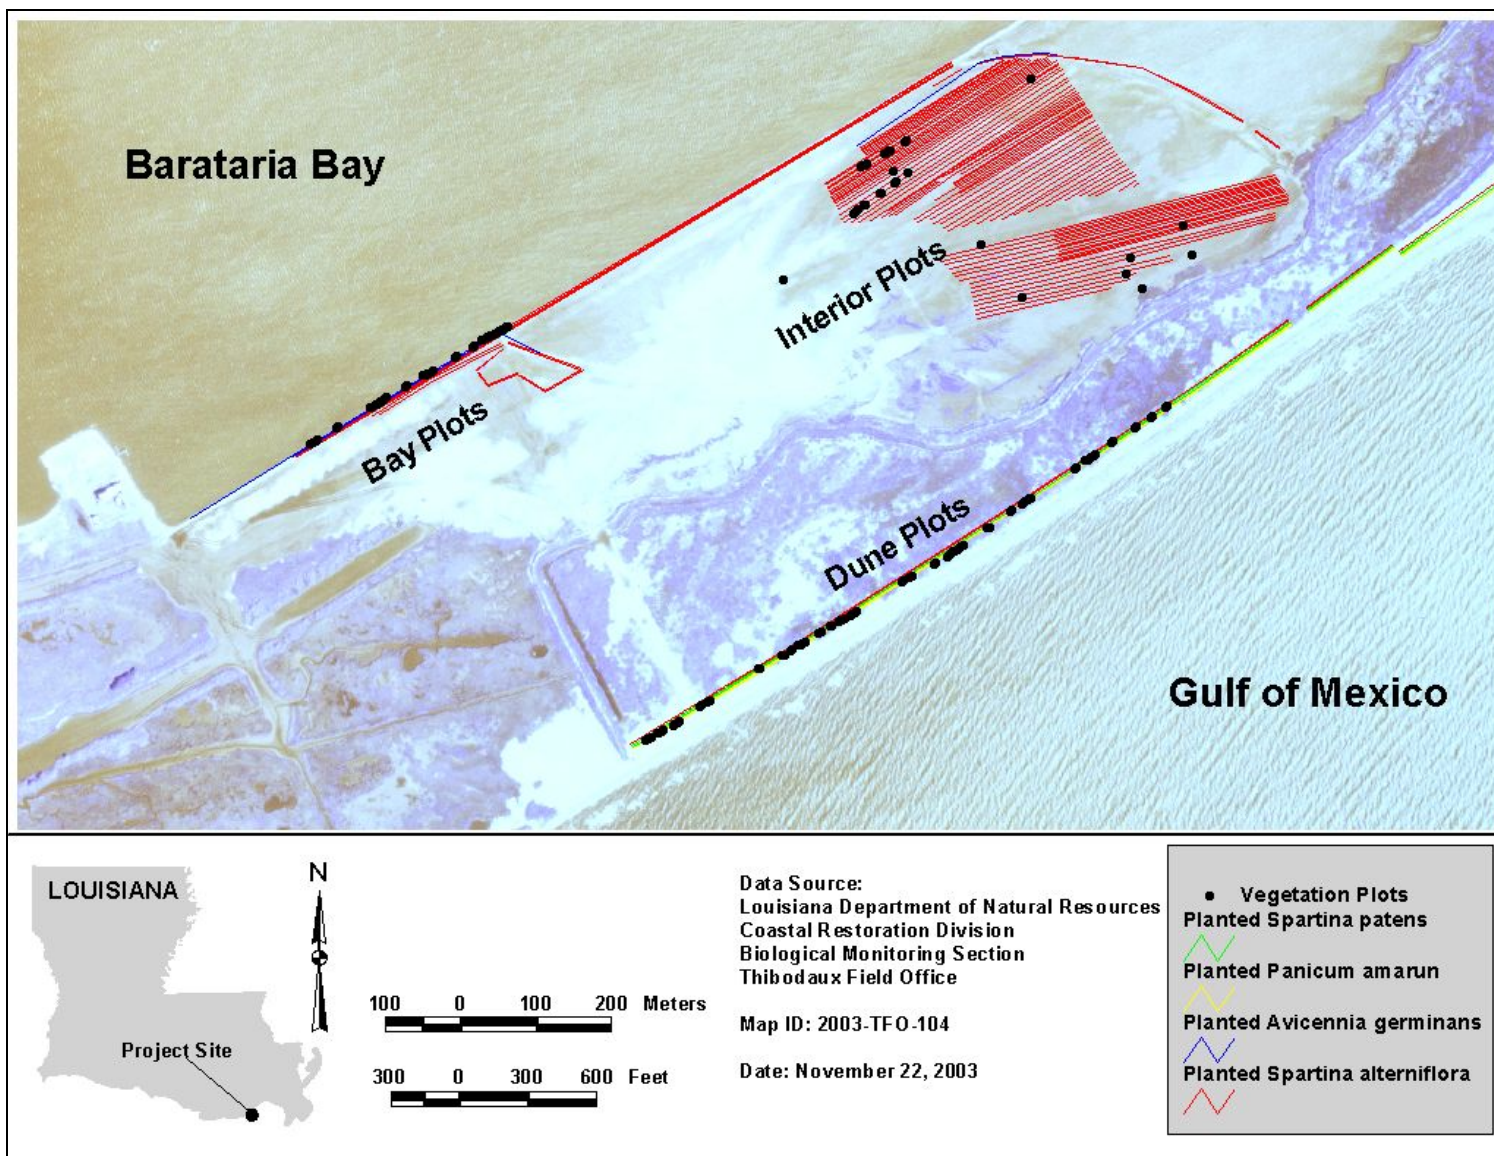 Barataria Bay
Interior Plots
Bay Plots
Dune Plots
Gulf of Mexico
LOUISIANA
Project Site
N
100 0 100 200 Meters
300 0 300 600 Feet
Data Source:
Louisiana Department of Natural Resources
Coastal Restoration Division
Biological Monitoring Section
Thibodaux Field Office
Map ID: 2003-TFO-104
Date: November 22, 2003
Vegetation Plots
Planted Spartina patens
Planted Panicum amarun
Planted Avicennia germinans
Planted Spartina alterniflora